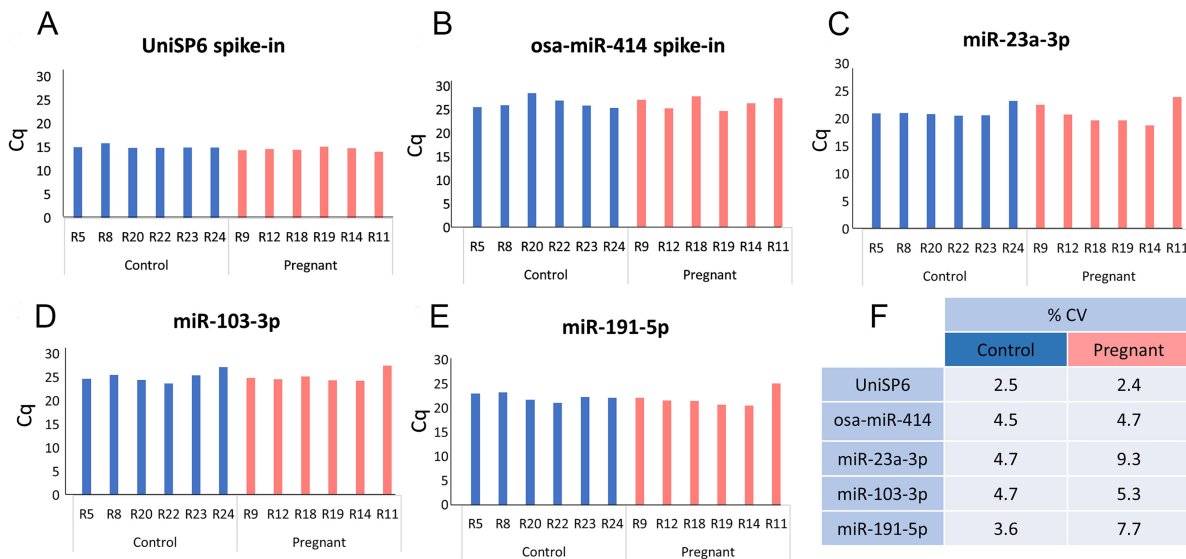 A
UniSP6 spike-in
Cq
30
25
20
15
10
5
0
R5 R8 R20 R22 R23 R24 R9 R12 R18 R19 R14 R11
Control Pregnant
B
osa-miR-414 spike-in
Cq
30
25
20
15
10
5
0
R5 R8 R20 R22 R23 R24 R9 R12 R18 R19 R14 R11
Control Pregnant
C
miR-23a-3p
Cq
30
25
20
15
10
5
0
R5 R8 R20 R22 R23 R24 R9 R12 R18 R19 R14 R11
Control Pregnant
D
miR-103-3p
Cq
30
25
20
15
10
5
0
R5 R8 R20 R22 R23 R24 R9 R12 R18 R19 R14 R11
Control Pregnant
E
miR-191-5p
Cq
30
25
20
15
10
5
0
R5 R8 R20 R22 R23 R24 R9 R12 R18 R19 R14 R11
Control Pregnant
F
% CV
Control Pregnant
UniSP6 2.5 2.4
osa-miR-414 4.5 4.7
miR-23a-3p 4.7 9.3
miR-103-3p 4.7 5.3
miR-191-5p 3.6 7.7